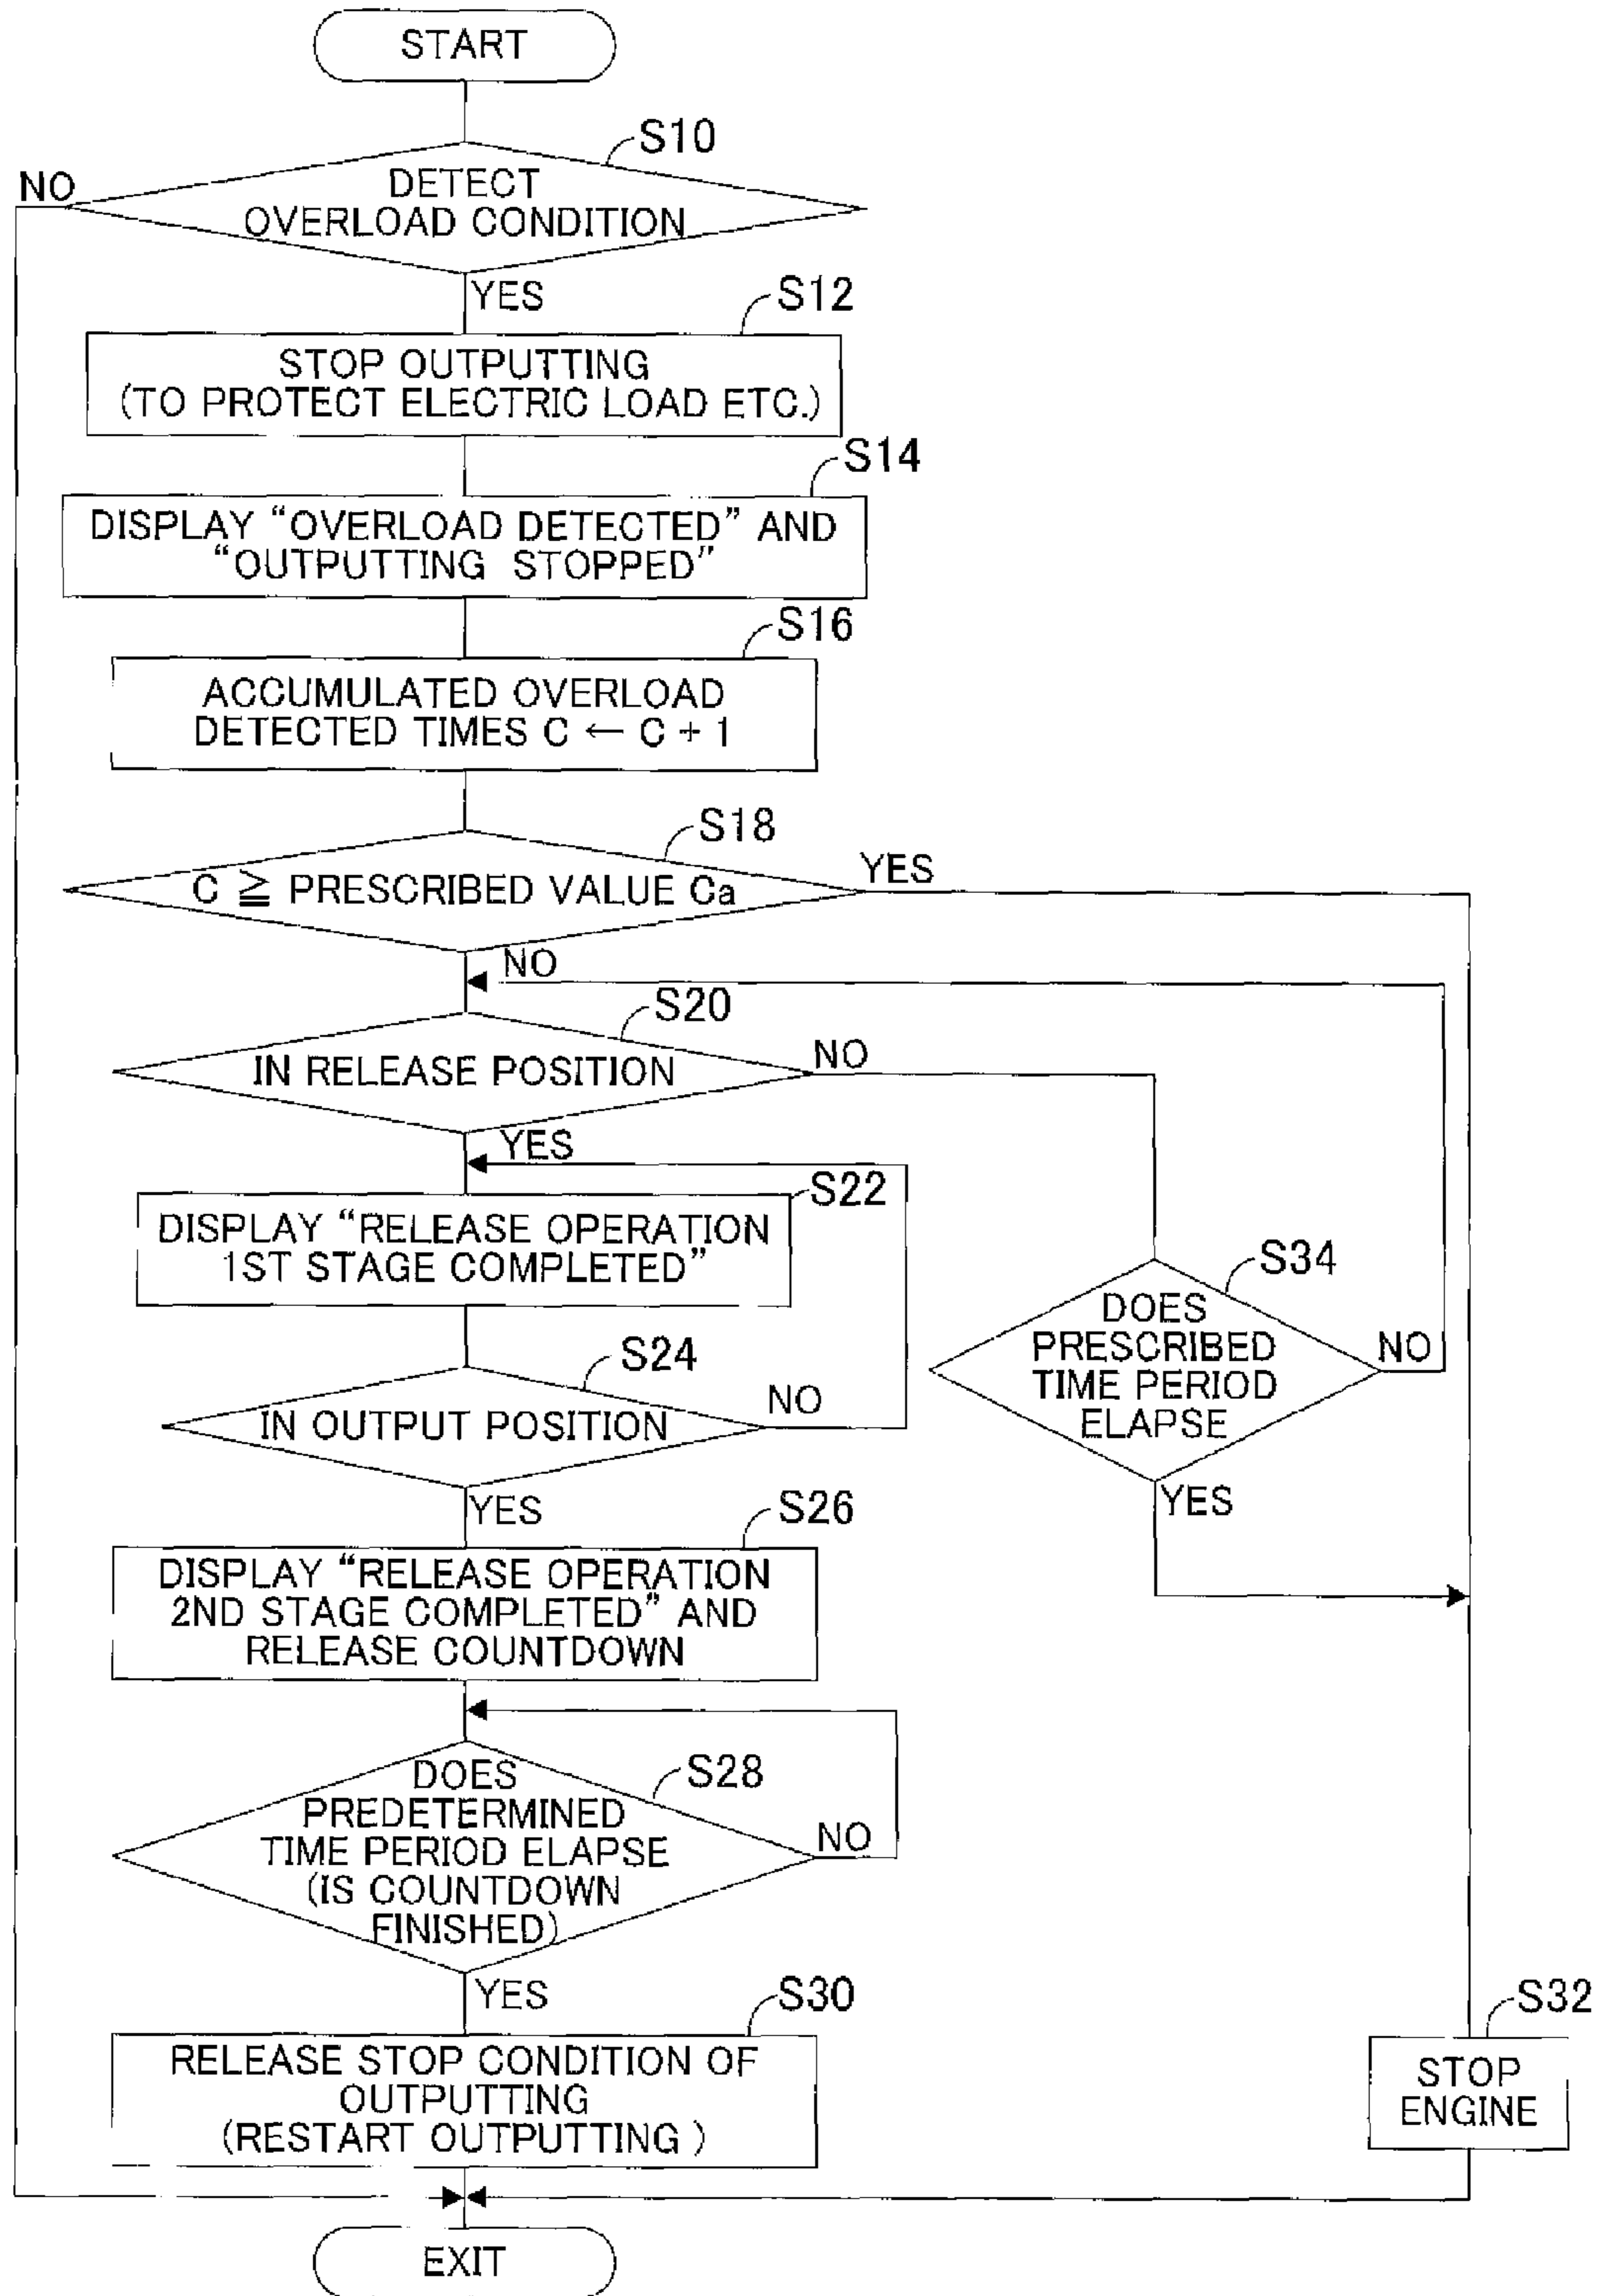 START
S10
NO
DETECT
OVERLOAD CONDITION
YES
S12
STOP OUTPUTTING
(TO PROTECT ELECTRIC LOAD ETC.)
S14
DISPLAY “OVERLOAD DETECTED” AND
“OUTPUTTING STOPPED”
S16
ACCUMULATED OVERLOAD
DETECTED TIMES C ← C + 1
S18
C ≧ PRESCRIBED VALUE Ca
YES
NO
S20
IN RELEASE POSITION
NO
YES
S22
DISPLAY “RELEASE OPERATION
1ST STAGE COMPLETED”
S34
DOES
PRESCRIBED
TIME PERIOD
ELAPSE
NO
YES
S24
IN OUTPUT POSITION
NO
YES
S26
DISPLAY “RELEASE OPERATION
2ND STAGE COMPLETED” AND
RELEASE COUNTDOWN
S28
DOES
PREDETERMINED
TIME PERIOD ELAPSE
(IS COUNTDOWN
FINISHED)
NO
YES
S30
RELEASE STOP CONDITION OF
OUTPUTTING
(RESTART OUTPUTTING )
S32
STOP
ENGINE
EXIT